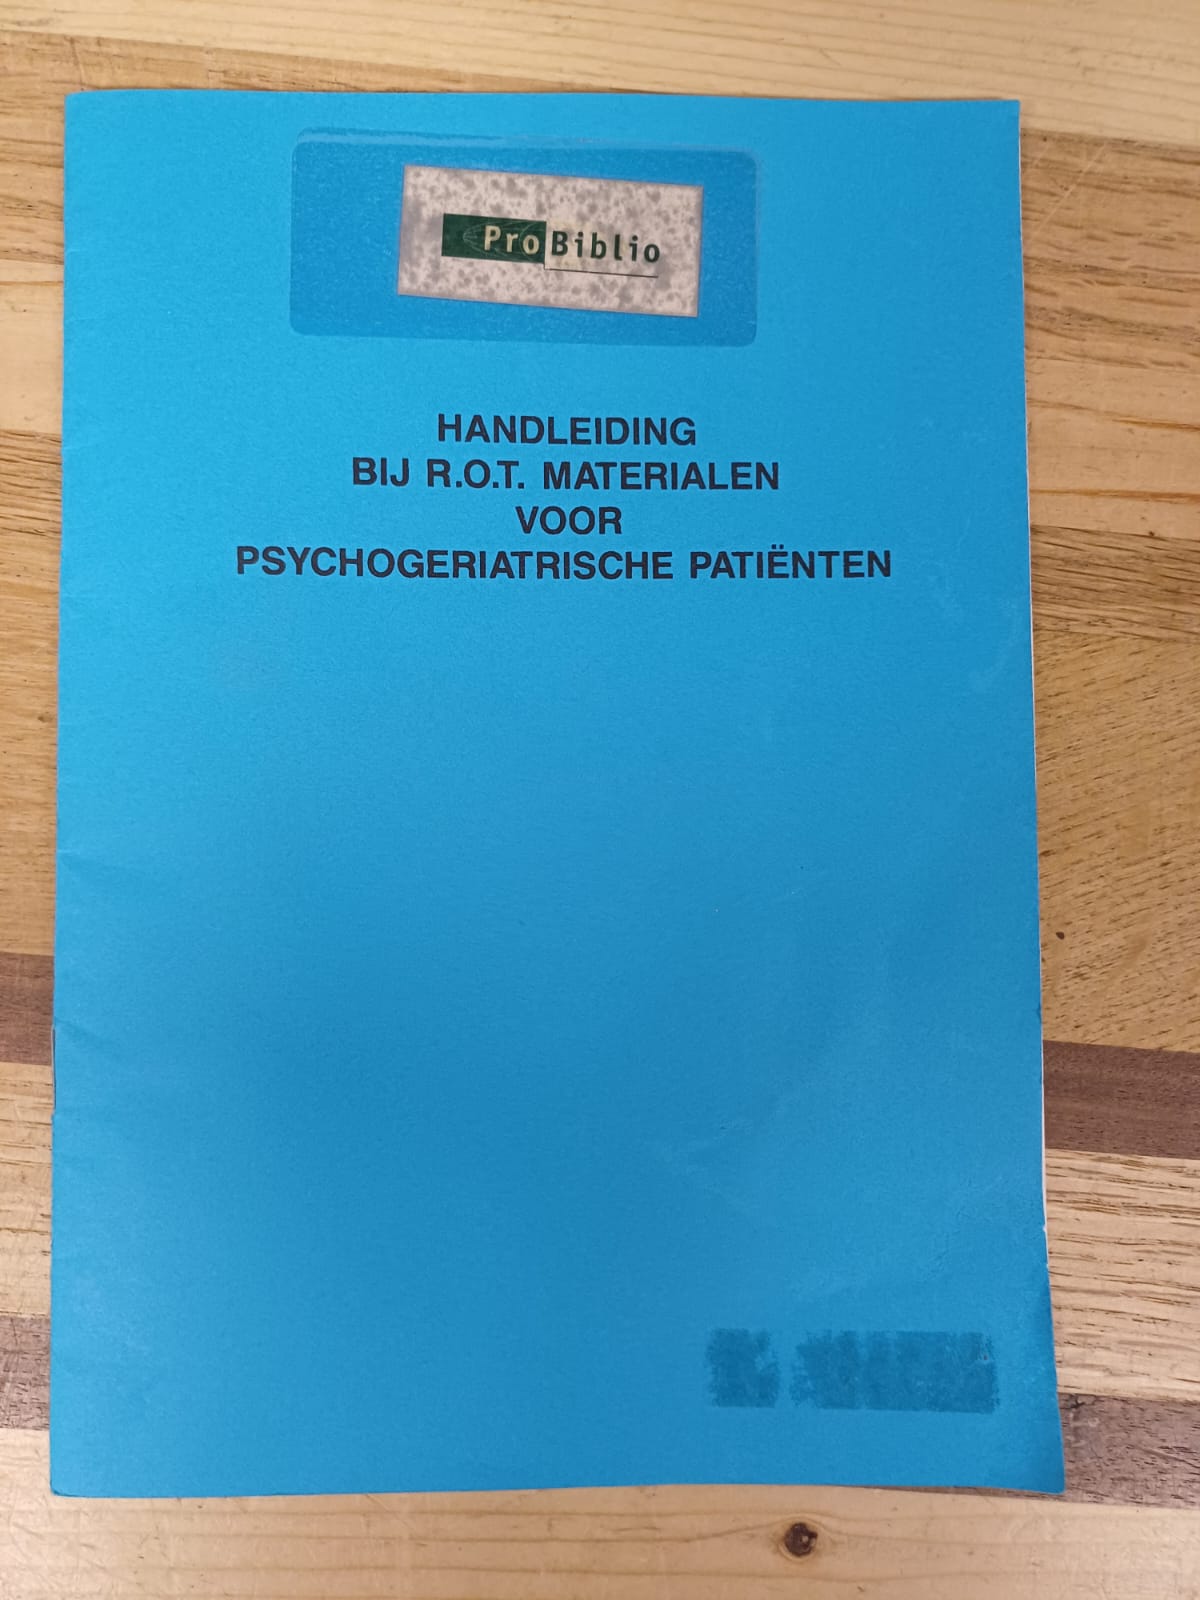 ProBiblio
HANDLEIDING
BIJ R.O.T. MATERIALEN
VOOR
PSYCHOGERIATRISCHE PATIËNTEN